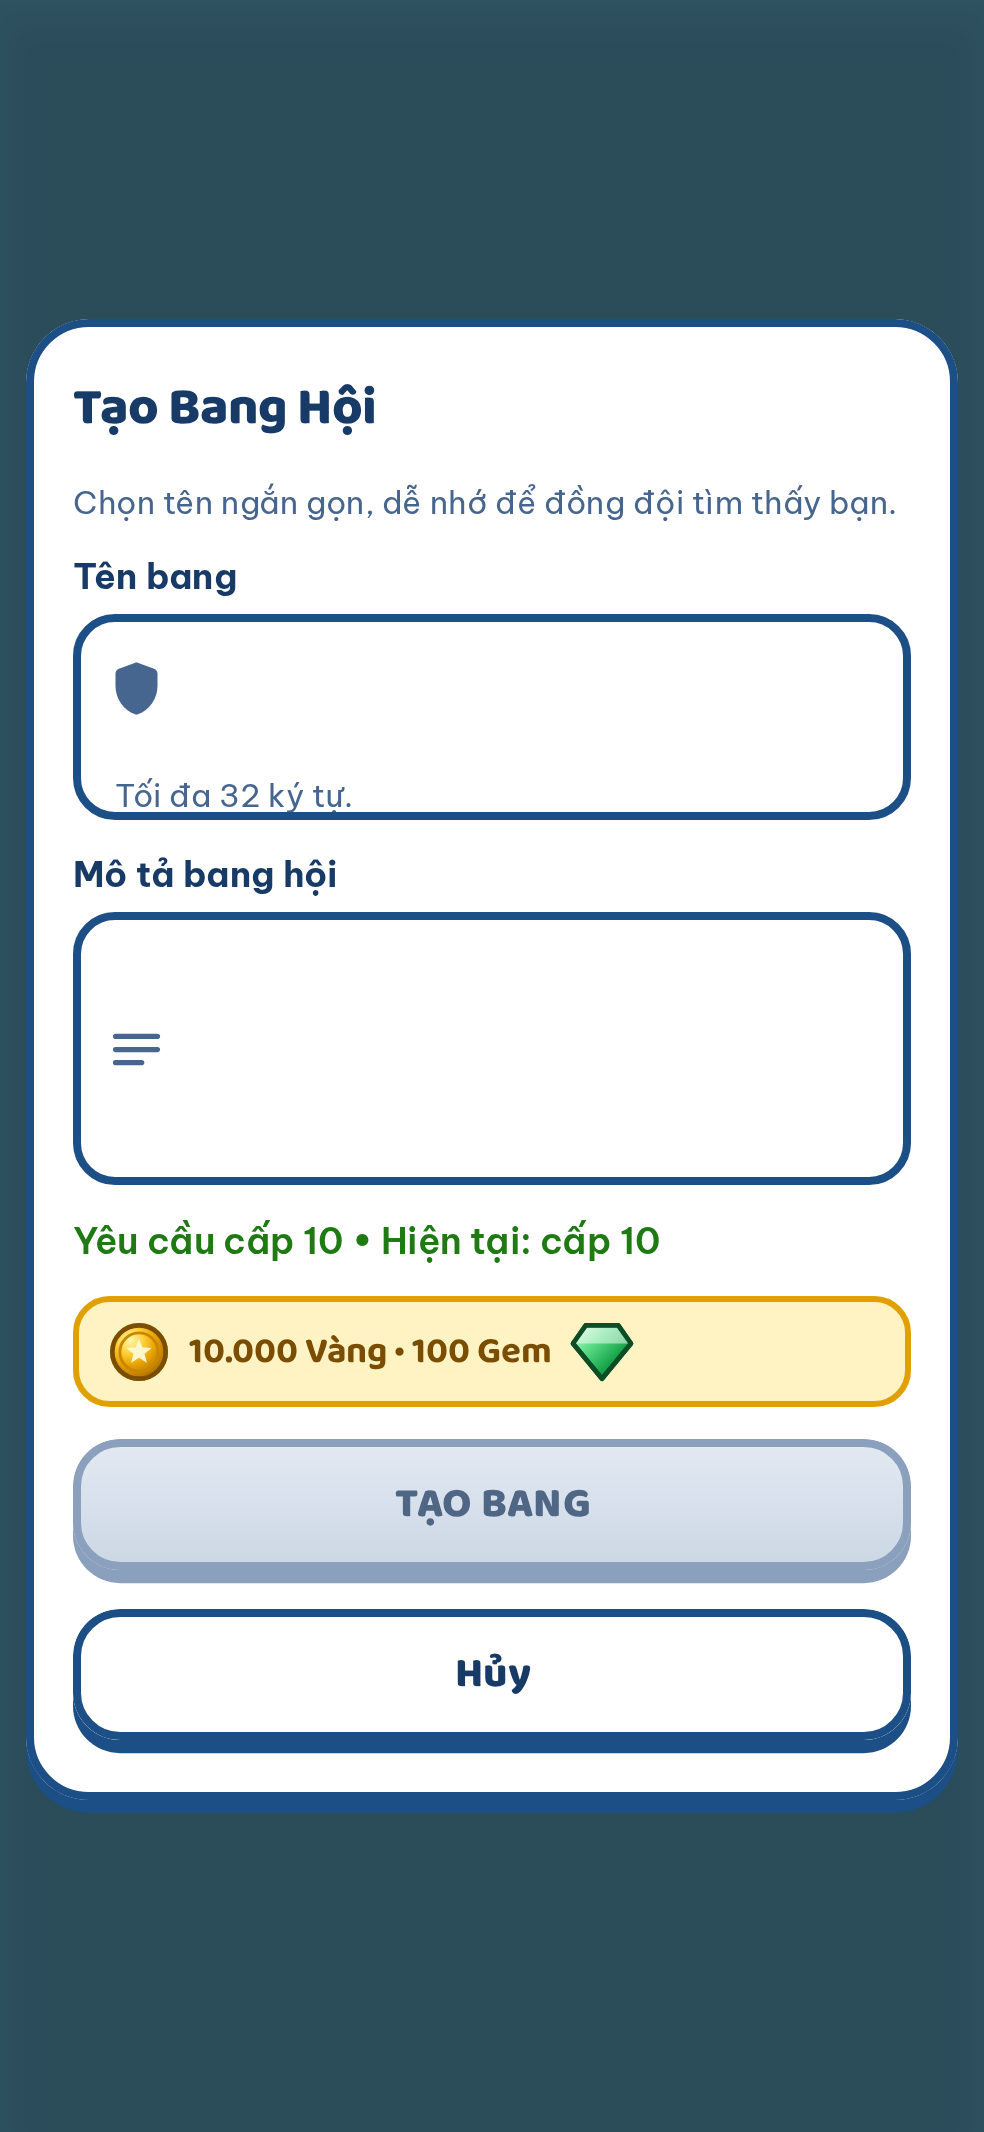 Tạo Bang Hội
Chọn tên ngắn gọn, dễ nhớ để đồng đội tìm thấy bạn.
Tên bang
Tối đa 32 ký tự.
Mô tả bang hội
Yêu cầu cấp 10 • Hiện tại: cấp 10
10.000 Vàng • 100 Gem
TẠO BANG
Hủy